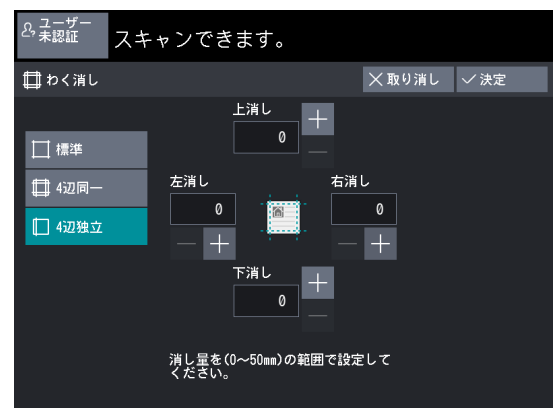 ユーザー
未認証
スキャンできます。
わく消し
取り消し
決定
上消し
0
標準
4辺同一
4辺独立
左消し
0
右消し
0
下消し
0
消し量を(0～50㎜)の範囲で設定して
ください。